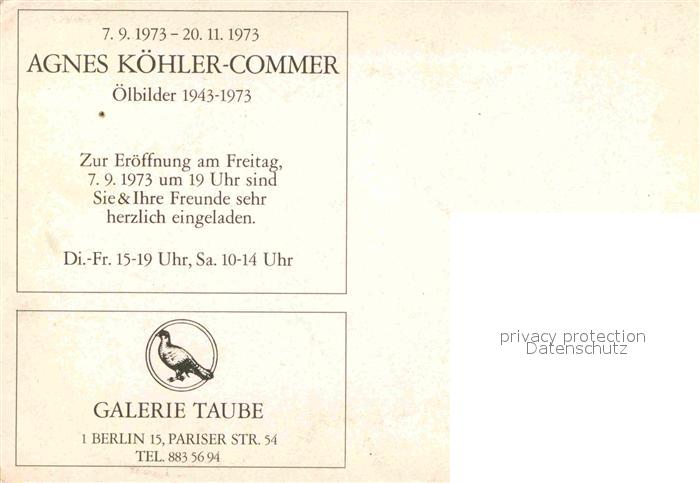 7. 9. 1973 – 20. 11. 1973
AGNES KÖHLER-COMMER
Ölbilder 1943-1973
Zur Eröffnung am Freitag,
7. 9. 1973 um 19 Uhr sind
Sie & Ihre Freunde sehr
herzlich eingeladen.
Di.-Fr. 15-19 Uhr, Sa. 10-14 Uhr
GALERIE TAUBE
1 BERLIN 15, PARISER STR. 54
TEL. 883 56 94
privacy protection
Datenschutz